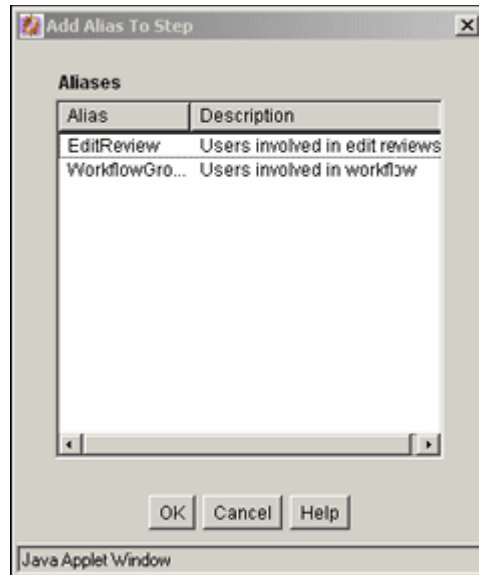 Add Alias To Step
Aliases
Alias Description
EditReview Users involved in edit reviews
WorkflowGro... Users involved in workflow
OK Cancel Help
Java Applet Window